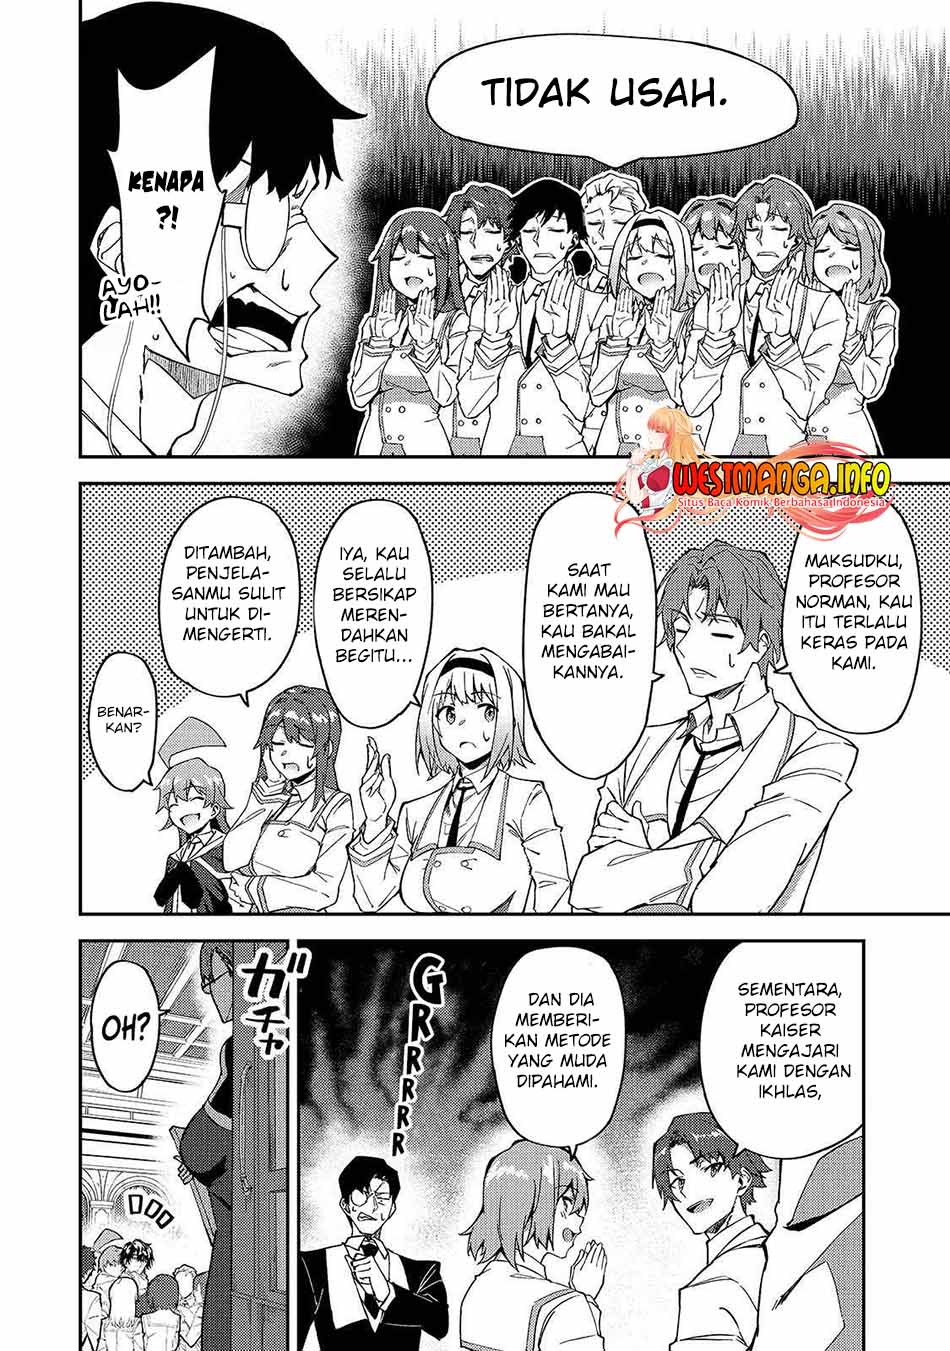 TIDAK USAH.
KENAPA
?!
AYO-
LAH!!
WESTMANGA.INFO
Situs Baca Komik Berbahasa Indonesia
MAKSUDKU,
PROFESOR
NORMAN, KAU
ITU TERLALU
KERAS PADA
KAMI.
SAAT
KAMI MAU
BERTANYA,
KAU BAKAL
MENGABAI-
KANNYA.
IYA, KAU
SELALU
BERSIKAP
MEREN-
DAHKAN
BEGITU...
DITAMBAH,
PENJELA-
SANMU SULIT
UNTUK DI-
MENGERTI.
BENAR-
KAN?
SEMENTARA,
PROFESOR
KAISER
MENGAJARI
KAMI DENGAN
IKHLAS,
DAN DIA
MEMBERI-
KAN METODE
YANG MUDA
DIPAHAMI.
GRRRRR
ガチャ
OH?